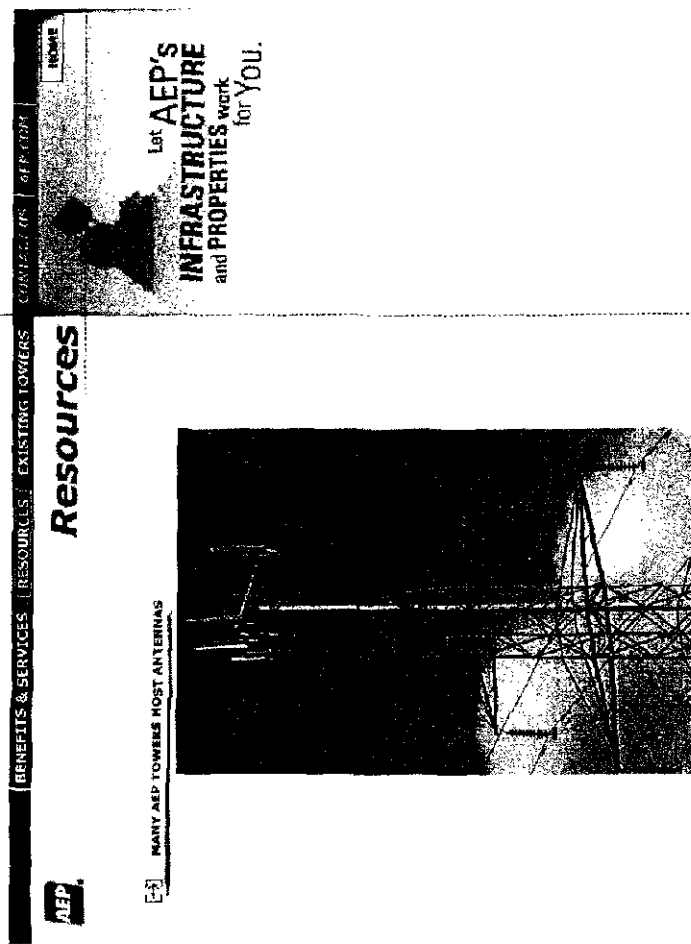 BENEFITS & SERVICES | RESOURCES | EXISTING TOWERS | CONTACT US | AEP.COM
AEP
Resources
HOME
Let AEP's
INFRASTRUCTURE
and PROPERTIES work
for You.
MANY AEP TOWERS HOST ANTENNAS